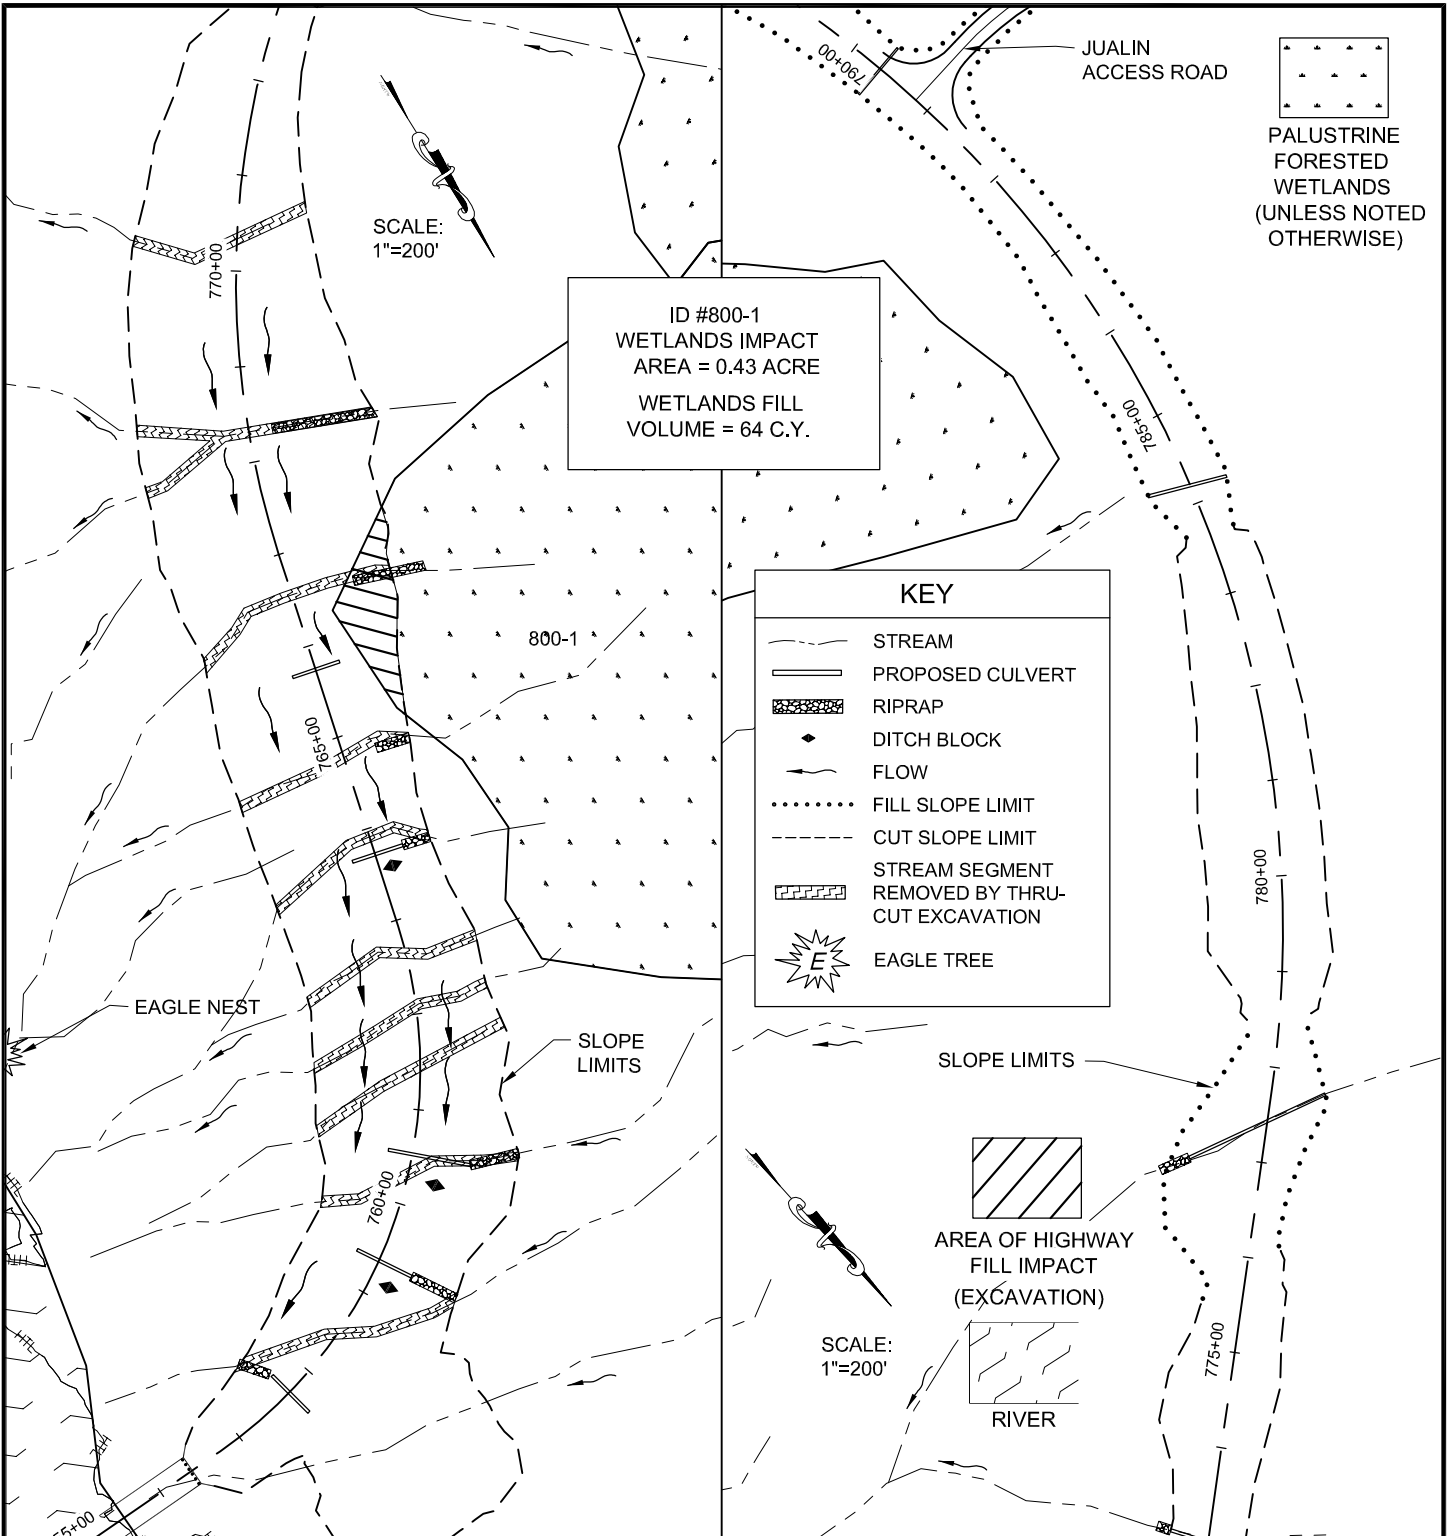 JUALIN
ACCESS ROAD
790+00
PALUSTRINE
FORESTED
WETLANDS
(UNLESS NOTED
OTHERWISE)
SCALE:
1"=200'
770+00
ID #800-1
WETLANDS IMPACT
AREA = 0.43 ACRE
WETLANDS FILL
VOLUME = 64 C.Y.
785+00
800-1
765+00
KEY
STREAM
PROPOSED CULVERT
RIPRAP
DITCH BLOCK
FLOW
FILL SLOPE LIMIT
CUT SLOPE LIMIT
STREAM SEGMENT
REMOVED BY THRU-
CUT EXCAVATION
E
EAGLE TREE
780+00
EAGLE NEST
SLOPE
LIMITS
SLOPE LIMITS
760+00
AREA OF HIGHWAY
FILL IMPACT
(EXCAVATION)
SCALE:
1"=200'
RIVER
775+00
5+00